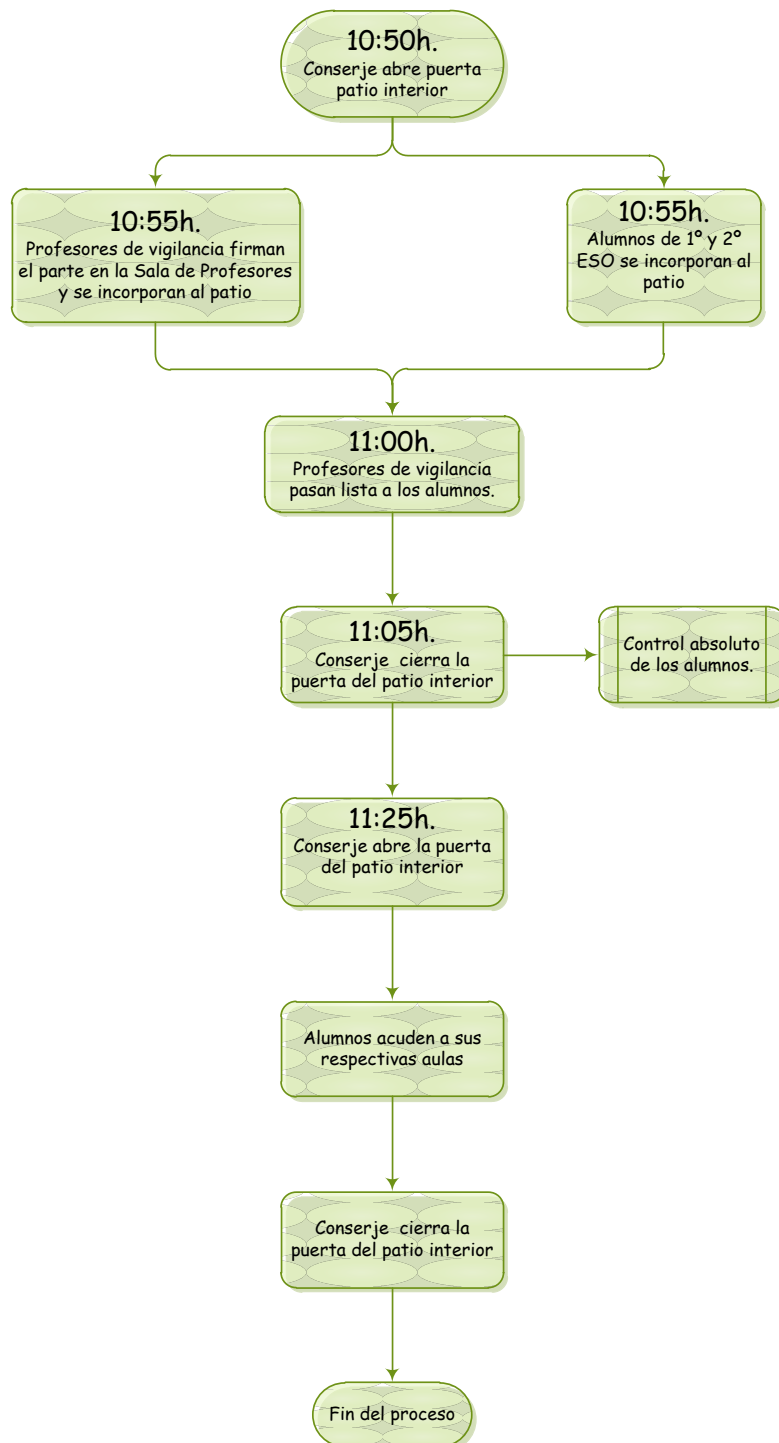 10:50h.
Conserje abre puerta
patio interior
10:55h.
Profesores de vigilancia firman
el parte en la Sala de Profesores
y se incorporan al patio
10:55h.
Alumnos de 1º y 2º
ESO se incorporan al
patio
11:00h.
Profesores de vigilancia
pasan lista a los alumnos.
11:05h.
Conserje cierra la
puerta del patio interior
Control absoluto
de los alumnos.
11:25h.
Conserje abre la puerta
del patio interior
Alumnos acuden a sus
respectivas aulas
Conserje cierra la
puerta del patio interior
Fin del proceso